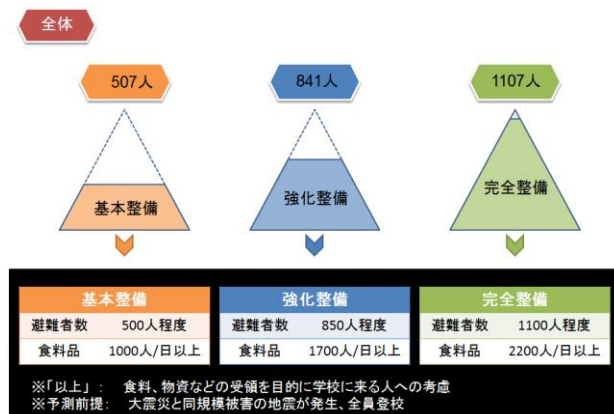 全体
507人
841人
1107人
基本整備
強化整備
完全整備
基本整備
避難者数 500人程度
食料品 1000人/日以上
強化整備
避難者数 850人程度
食料品 1700人/日以上
完全整備
避難者数 1100人程度
食料品 2200人/日以上
※「以上」： 食料、物資などの受領を目的に学校に来る人への考慮
※予測前提： 大震災と同規模被害の地震が発生、全員登校